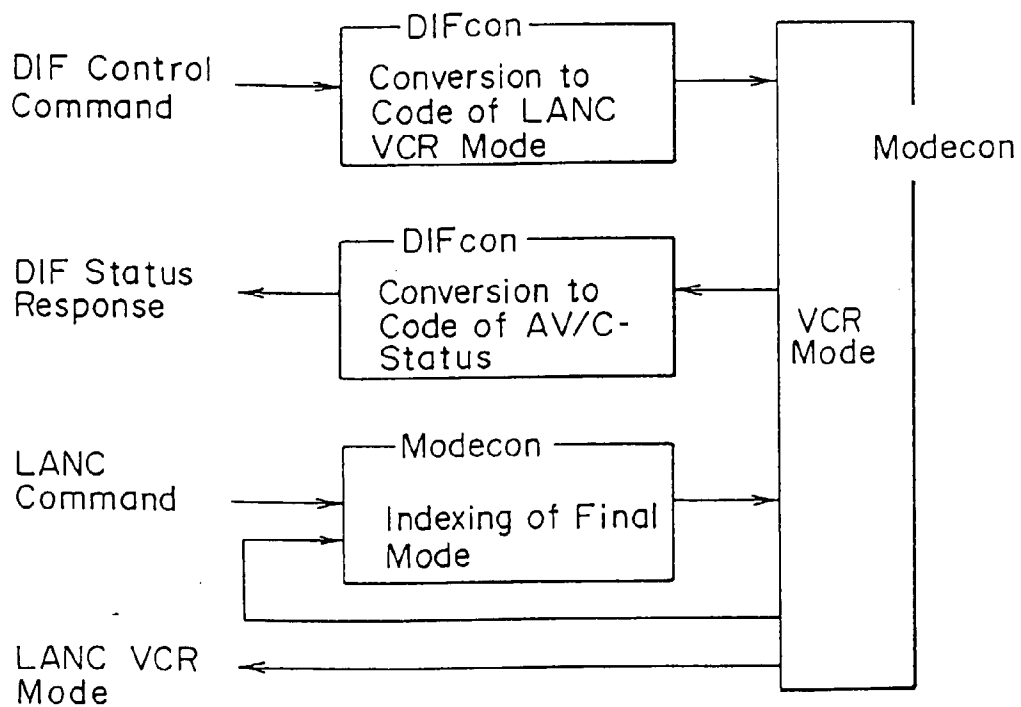 DIFcon
DIF Control
Command
Conversion to
Code of LANC
VCR Mode
Modecon
DIFcon
DIF Status
Response
Conversion to
Code of AV/C-
Status
VCR
Mode
Modecon
LANC
Command
Indexing of Final
Mode
LANC VCR
Mode